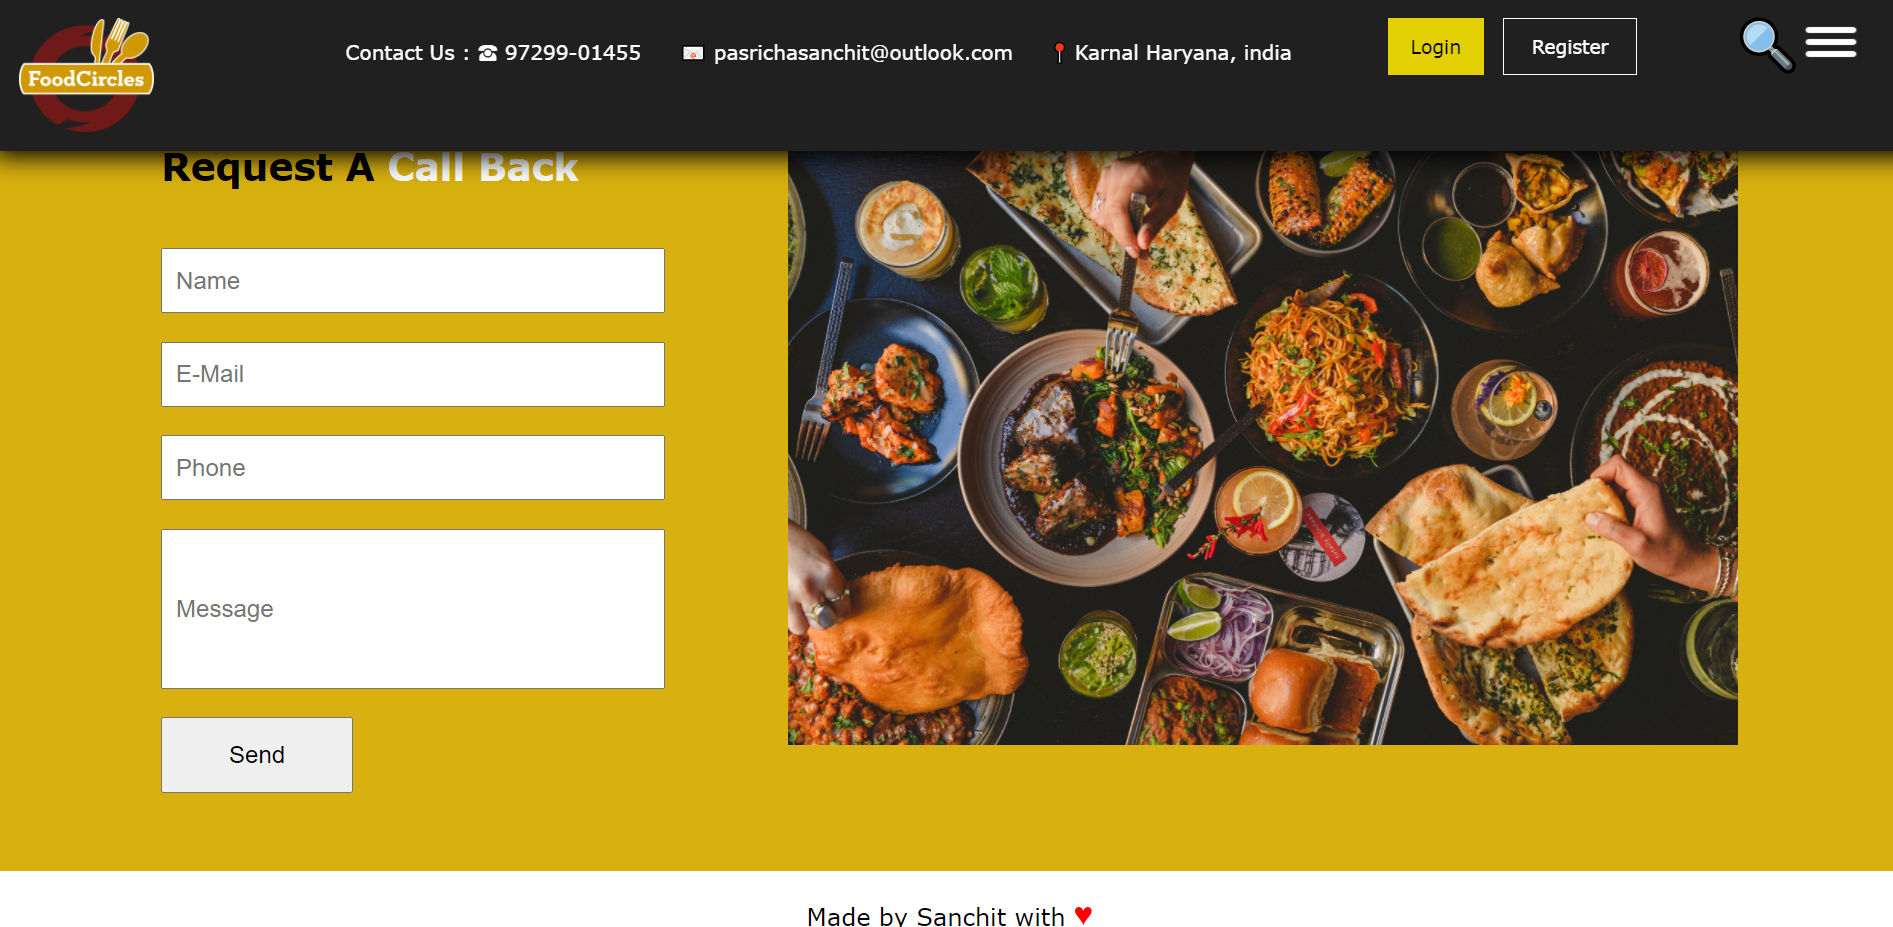 FoodCircles
Contact Us : ☎ 97299-01455
pasrichasanchit@outlook.com
Karnal Haryana, india
Login
Register
Request A Call Back
Name
E-Mail
Phone
Message
Send
Made by Sanchit with ♥